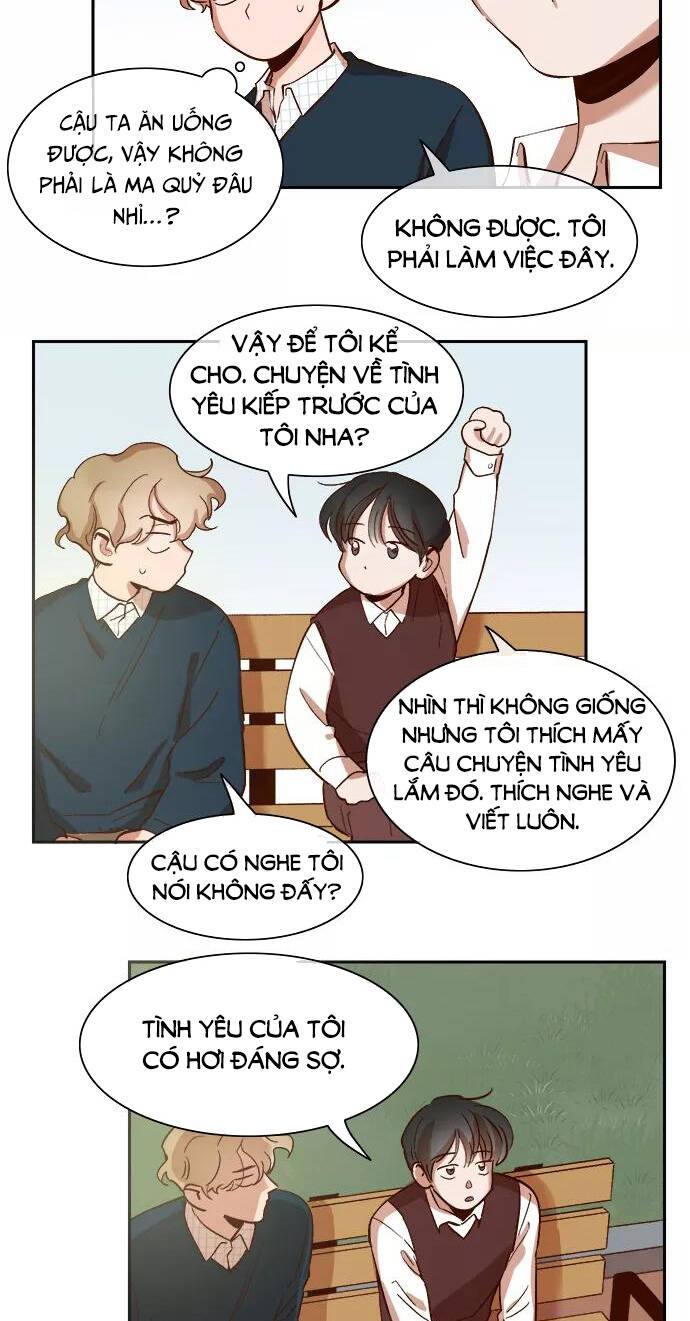 CẬU TA ĂN UỐNG
ĐƯỢC, VẬY KHÔNG
PHẢI LÀ MA QUỶ ĐÂU
NHỈ...?
KHÔNG ĐƯỢC. TÔI
PHẢI LÀM VIỆC ĐÂY.
VẬY ĐỂ TÔI KỂ
CHO. CHUYỆN VỀ TÌNH
YÊU KIẾP TRƯỚC CỦA
TÔI NHA?
NHÌN THÌ KHÔNG GIỐNG
NHƯNG TÔI THÍCH MẤY
CÂU CHUYỆN TÌNH YÊU
LẮM ĐÓ. THÍCH NGHE VÀ
VIẾT LUÔN.
CẬU CÓ NGHE TÔI
NÓI KHÔNG ĐẤY?
TÌNH YÊU CỦA TÔI
CÓ HƠI ĐÁNG SỢ.